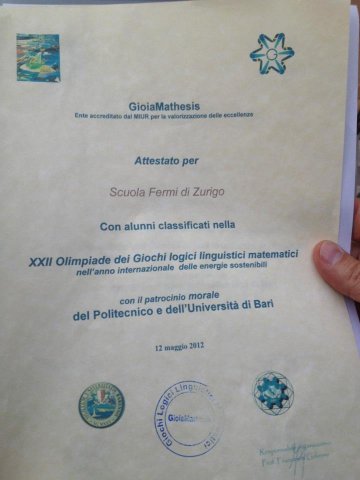 GioiaMathesis
Ente accreditato dal MIUR per la valorizzazione delle eccellenze
Attestato per
Scuola Fermi di Zurigo
Con alunni classificati nella
XXII Olimpiade dei Giochi logici linguistici matematici
nell'anno internazionale delle energie sostenibili
con il patrocinio morale
del Politecnico e dell'Università di Bari
12 maggio 2012
Giochi Logici Linguistici
GioiaMathesis